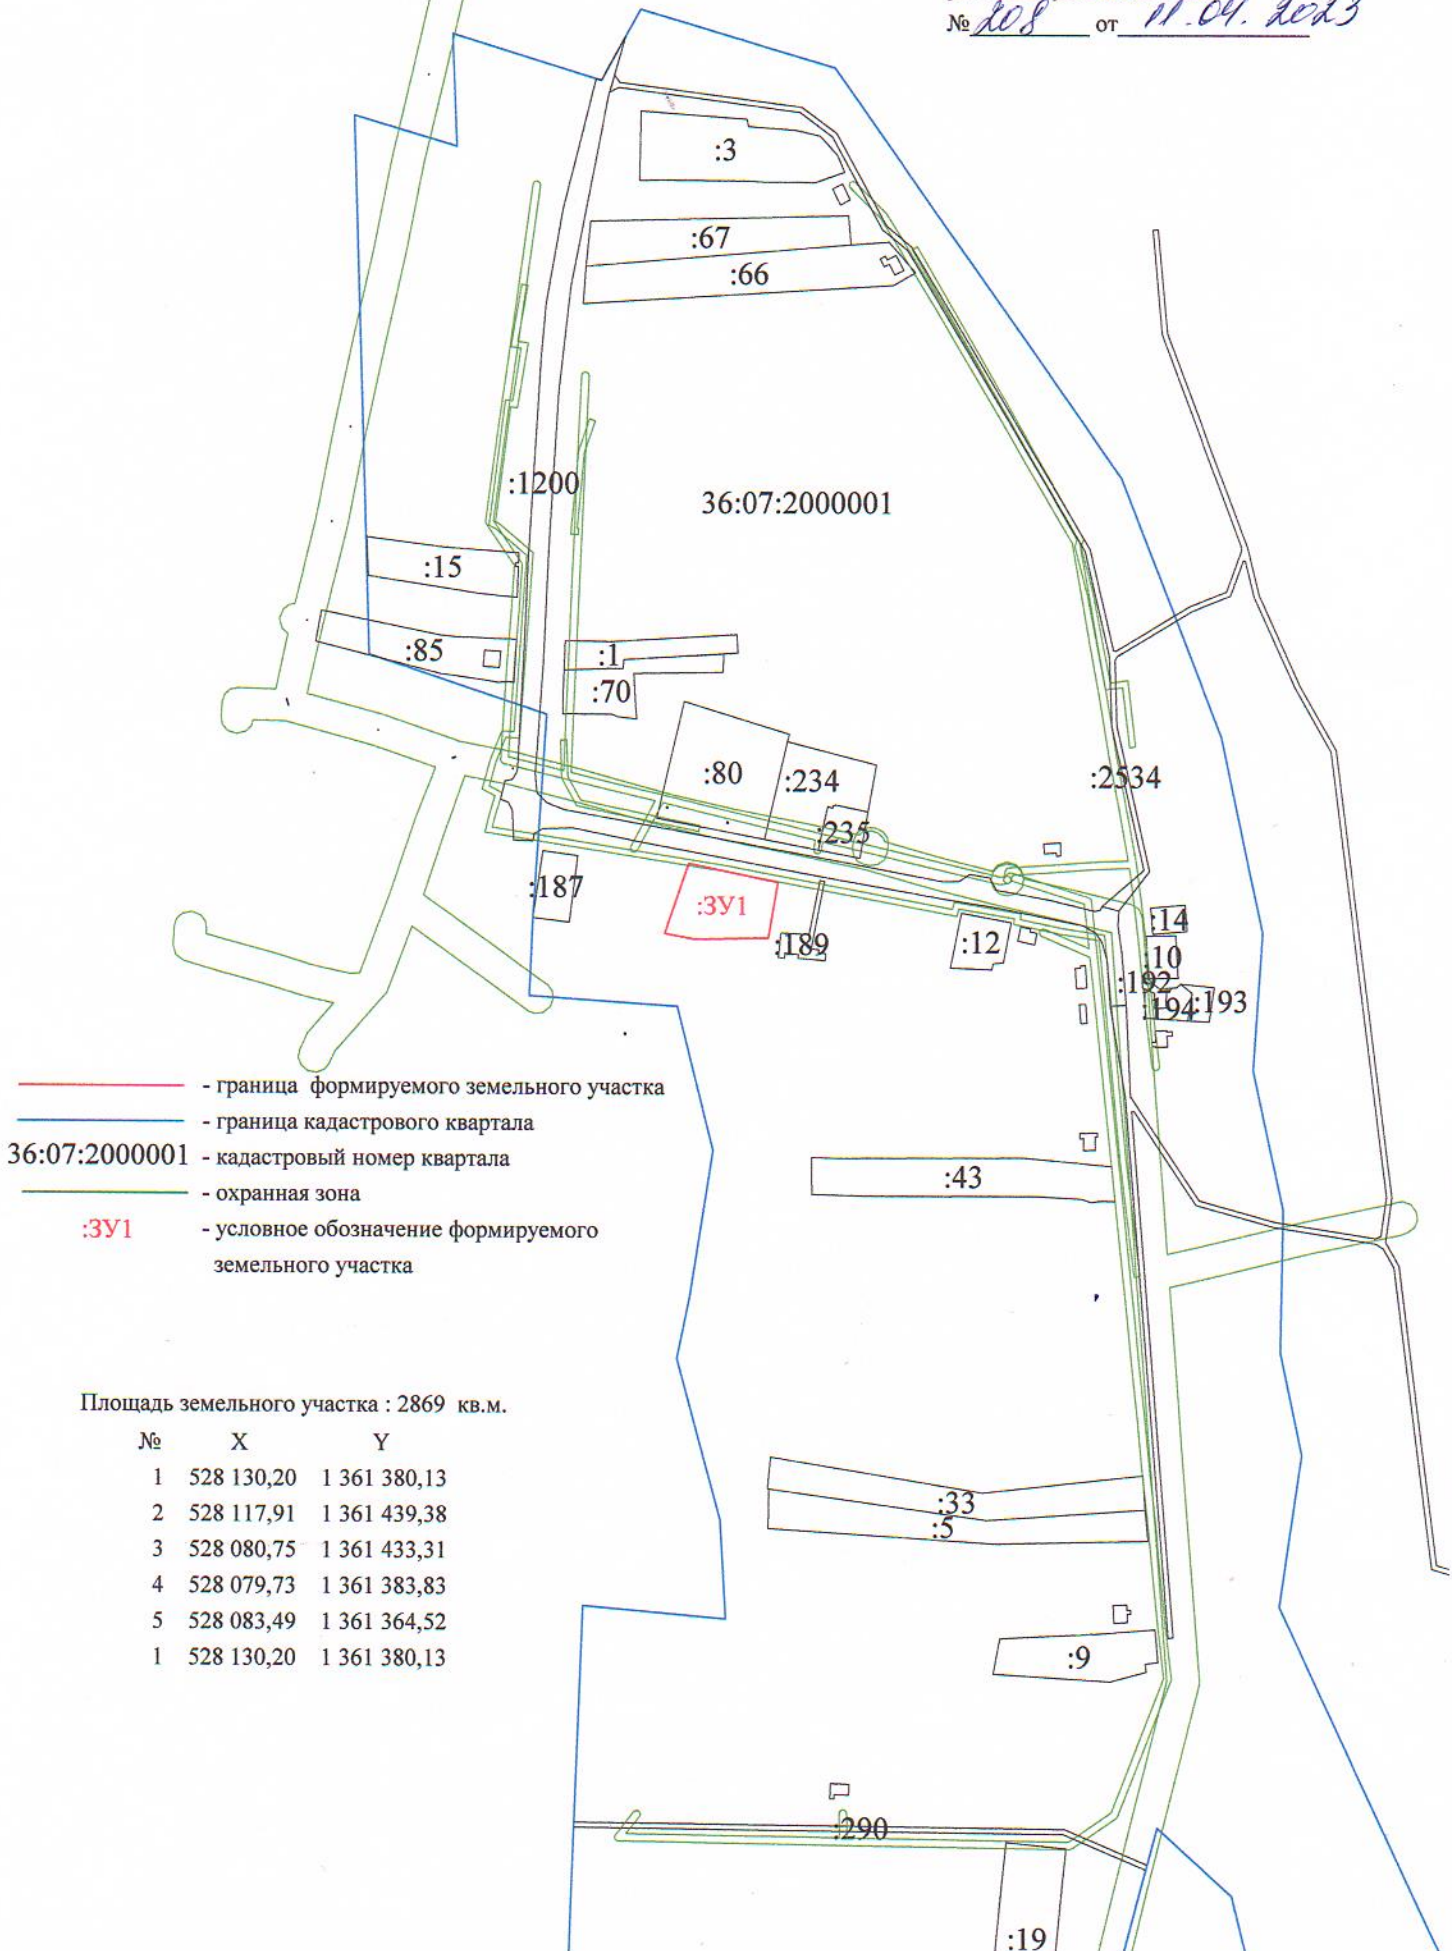 № 208 от 11.04.2023
:3
:67
:66
:1200
36:07:2000001
:15
:85
:1
:70
:80
:234
:2534
:235
:187
:ЗУ1
:14
:189
:12
:10
:192
:194
:193
- граница формируемого земельного участка
- граница кадастрового квартала
36:07:2000001 - кадастровый номер квартала
:43
- охранная зона
:ЗУ1 - условное обозначение формируемого
земельного участка
Площадь земельного участка : 2869 кв.м.
№ X Y
1 528 130,20 1 361 380,13
2 528 117,91 1 361 439,38
3 528 080,75 1 361 433,31
4 528 079,73 1 361 383,83
5 528 083,49 1 361 364,52
1 528 130,20 1 361 380,13
:33
:5
:9
:290
:19